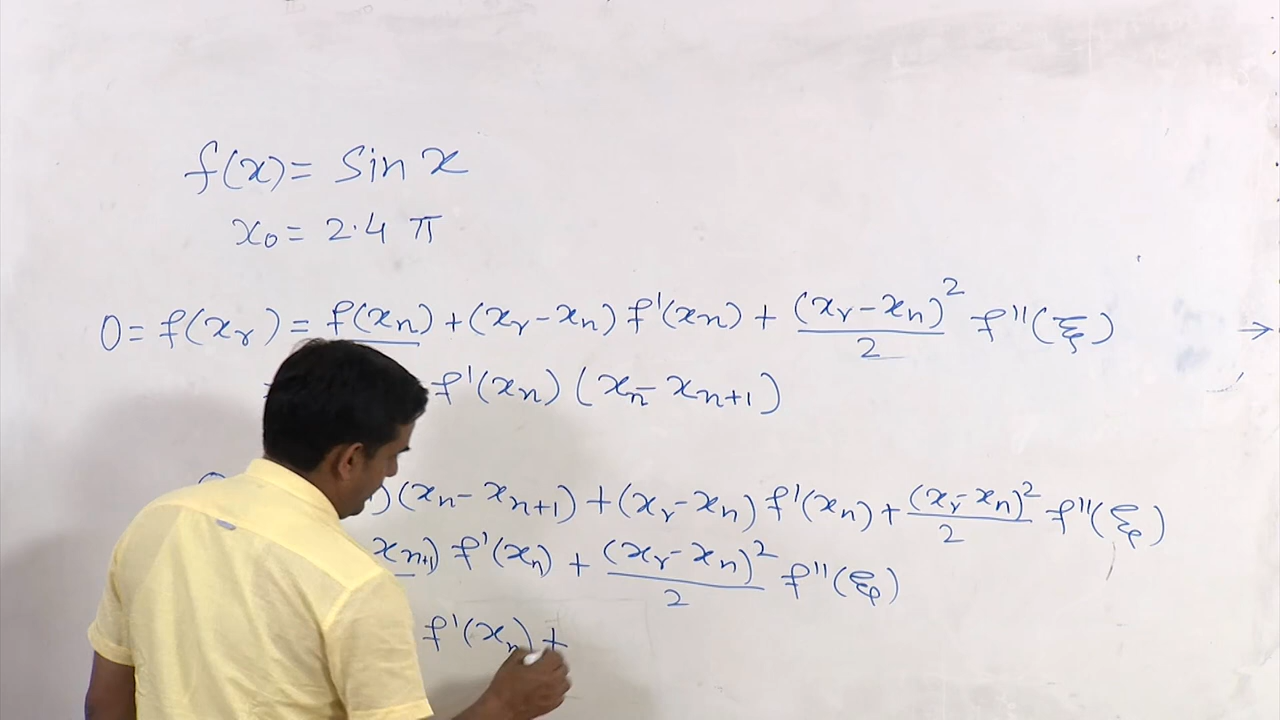 f(x) = Sin x
x₀ = 2.4 π
0 = f(xᵣ) = f(xₙ) + (xᵣ − xₙ) f'(xₙ) + (xᵣ − xₙ)²/2 f''(ξ) →
f'(xₙ) (xₙ − xₙ₊₁)
)(xₙ − xₙ₊₁) + (xᵣ − xₙ) f'(xₙ) + (xᵣ − xₙ)²/2 f''(ξ)
xₙ₊₁) f'(xₙ) + (xᵣ − xₙ)²/2 f''(ξ)
f'(xₙ) +